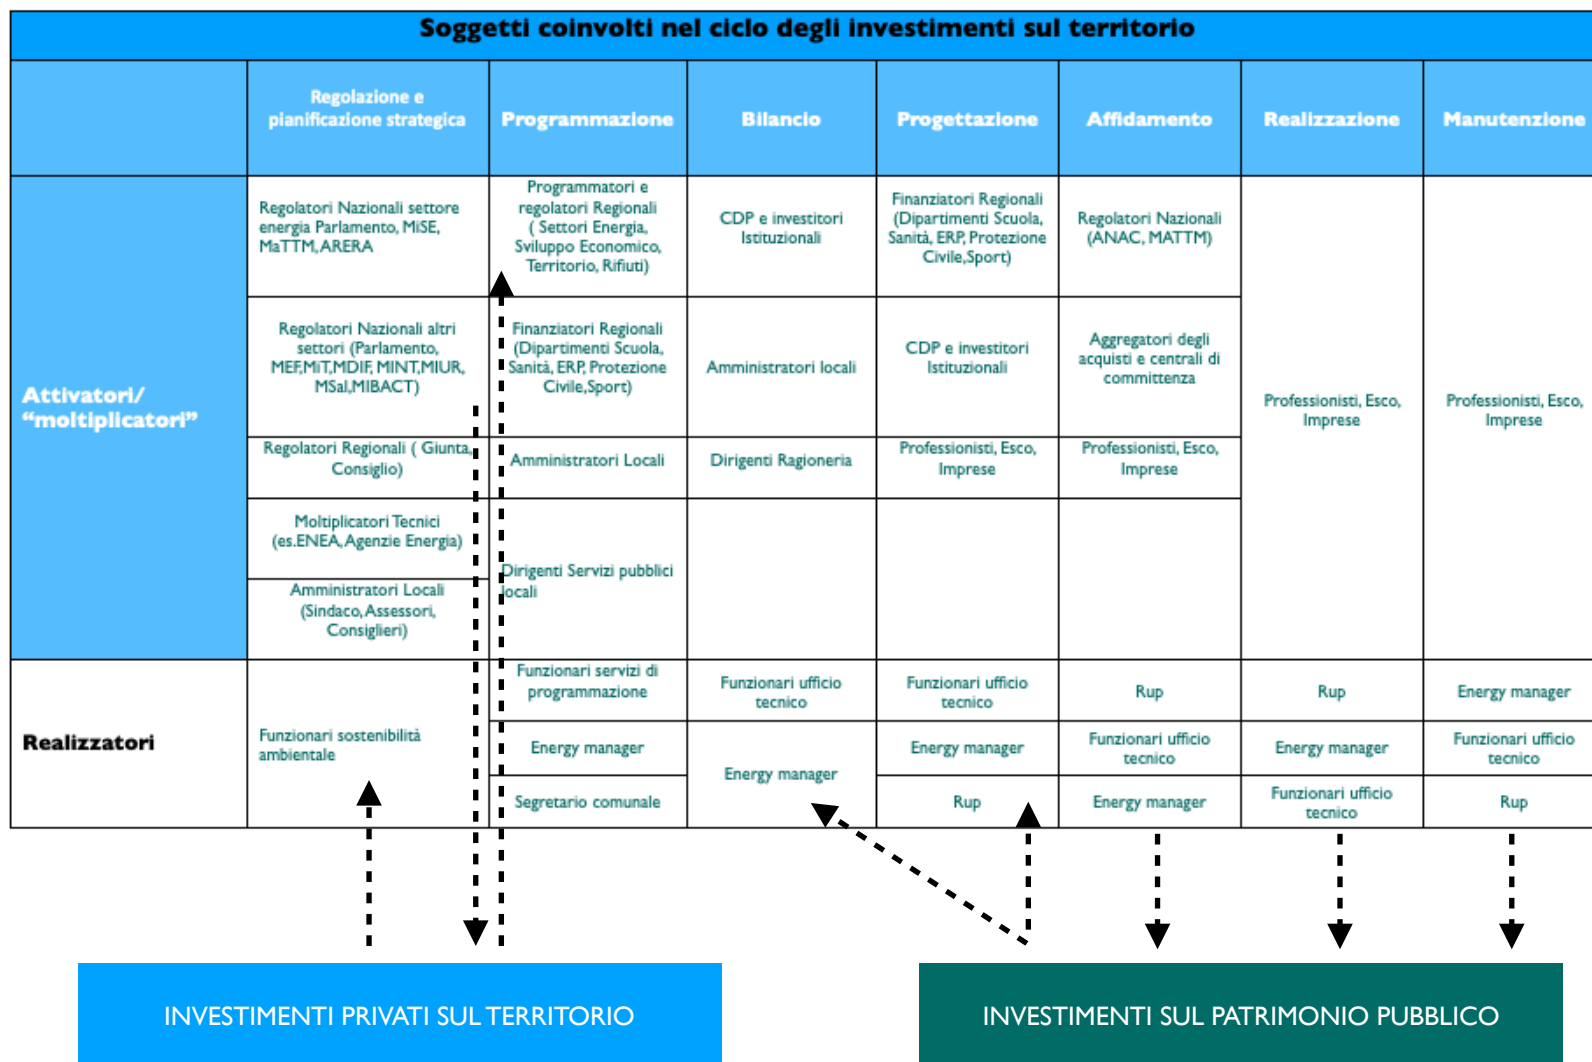 Soggetti coinvolti nel ciclo degli investimenti sul territorio
Regolazione e
pianificazione strategica
Programmazione
Bilancio
Progettazione
Affidamento
Realizzazione
Manutenzione
Attivatori/
“moltiplicatori”
Regolatori Nazionali settore
energia Parlamento, MiSE,
MaTTM, ARERA
Programmatori e
regolatori Regionali
( Settori Energia,
Sviluppo Economico,
Territorio, Rifiuti)
CDP e investitori
Istituzionali
Finanziatori Regionali
(Dipartimenti Scuola,
Sanità, ERP, Protezione
Civile,Sport)
Regolatori Nazionali
(ANAC, MATTM)
Professionisti, Esco,
Imprese
Professionisti, Esco,
Imprese
Regolatori Nazionali altri
settori (Parlamento,
MEF,MiT,MDIF, MINT,MIUR,
MSal,MIBACT)
Finanziatori Regionali
(Dipartimenti Scuola,
Sanità, ERP, Protezione
Civile,Sport)
Amministratori locali
CDP e investitori
Istituzionali
Aggregatori degli
acquisti e centrali di
committenza
Regolatori Regionali ( Giunta,
Consiglio)
Amministratori Locali
Dirigenti Ragioneria
Professionisti, Esco,
Imprese
Professionisti, Esco,
Imprese
Moltiplicatori Tecnici
(es.ENEA, Agenzie Energia)
Dirigenti Servizi pubblici
locali
Amministratori Locali
(Sindaco, Assessori,
Consiglieri)
Realizzatori
Funzionari sostenibilità
ambientale
Funzionari servizi di
programmazione
Funzionari ufficio
tecnico
Funzionari ufficio
tecnico
Rup
Rup
Energy manager
Energy manager
Energy manager
Energy manager
Funzionari ufficio
tecnico
Energy manager
Funzionari ufficio
tecnico
Segretario comunale
Rup
Energy manager
Funzionari ufficio
tecnico
Rup
INVESTIMENTI PRIVATI SUL TERRITORIO
INVESTIMENTI SUL PATRIMONIO PUBBLICO